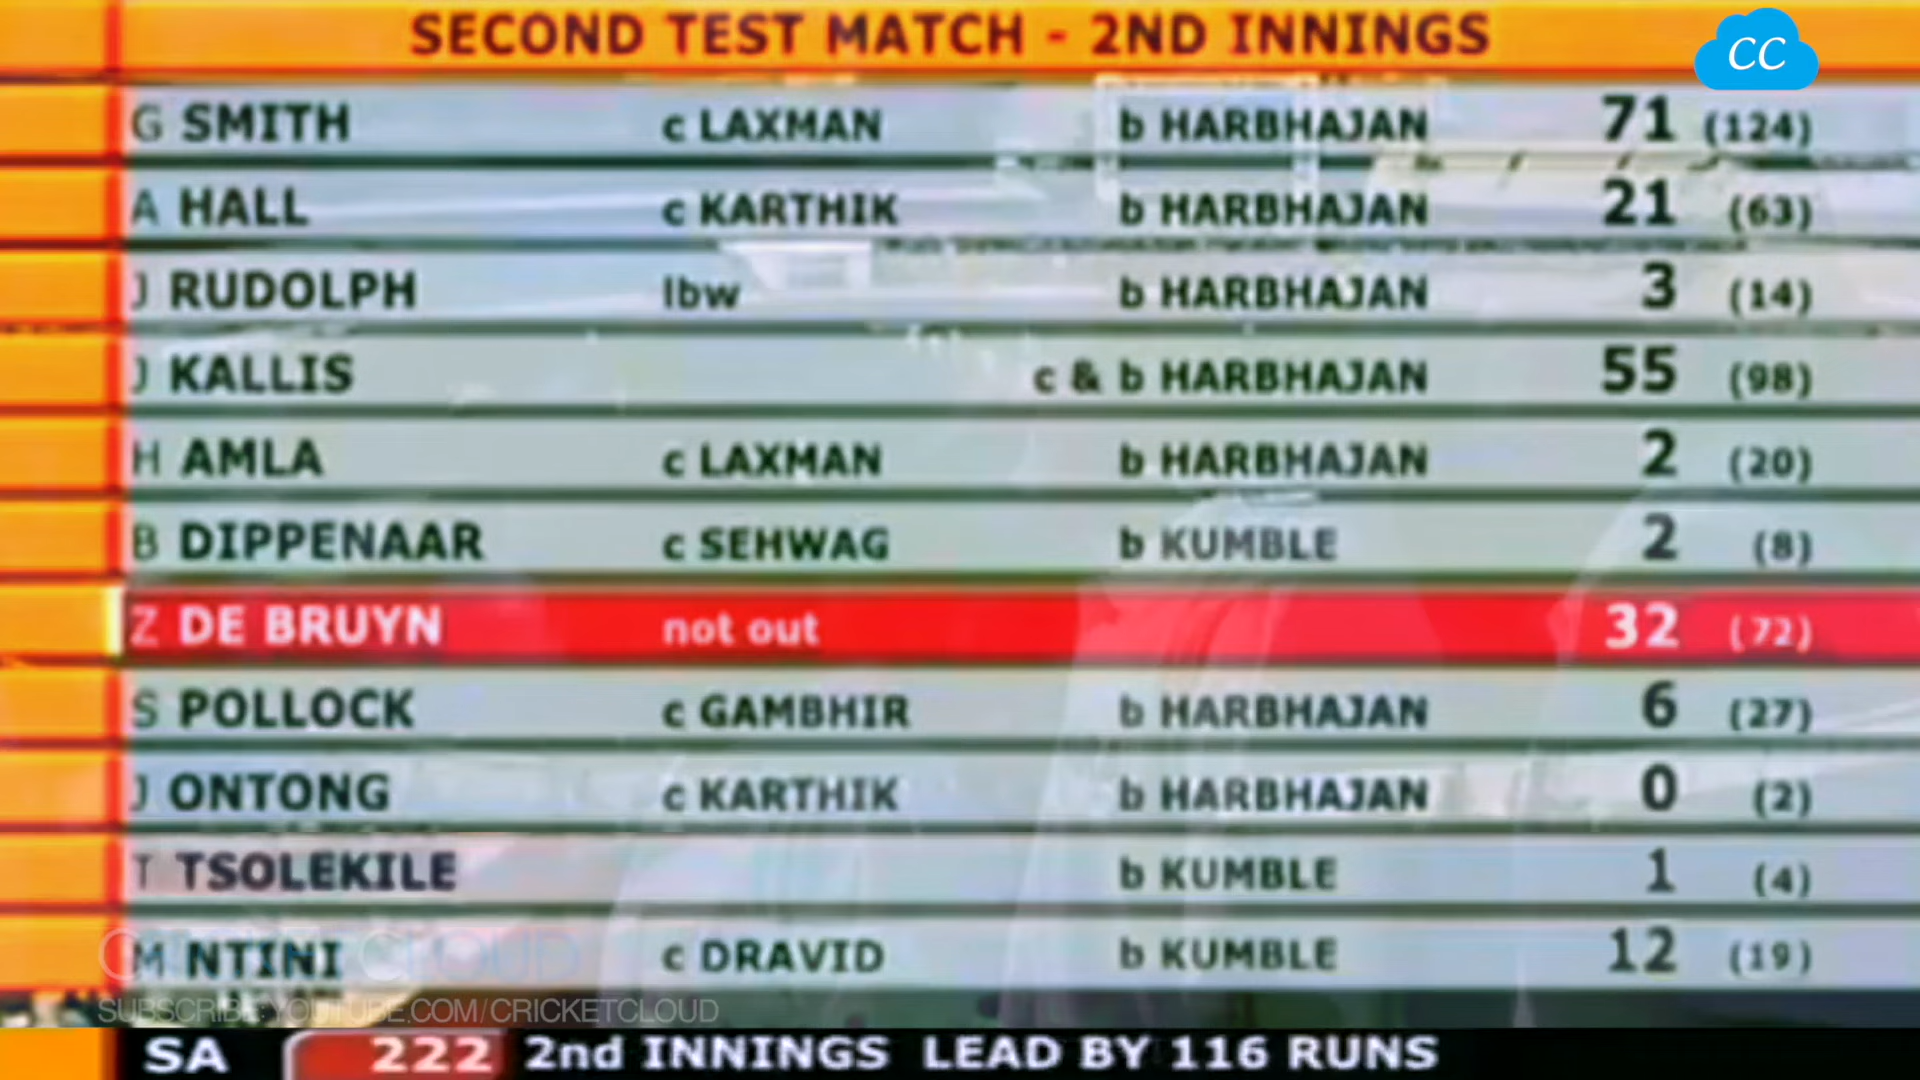 SECOND TEST MATCH - 2ND INNINGS
CC
G SMITH c LAXMAN b HARBHAJAN 71 (124)
A HALL c KARTHIK b HARBHAJAN 21 (63)
J RUDOLPH lbw b HARBHAJAN 3 (14)
J KALLIS c & b HARBHAJAN 55 (98)
H AMLA c LAXMAN b HARBHAJAN 2 (20)
B DIPPENAAR c SEHWAG b KUMBLE 2 (8)
Z DE BRUYN not out 32 (72)
S POLLOCK c GAMBHIR b HARBHAJAN 6 (27)
J ONTONG c KARTHIK b HARBHAJAN 0 (2)
T TSOLEKILE b KUMBLE 1 (4)
M NTINI c DRAVID b KUMBLE 12 (19)
CRICKETCLOUD
SUBSCRIBE:YOUTUBE.COM/CRICKETCLOUD
SA 222 2nd INNINGS LEAD BY 116 RUNS